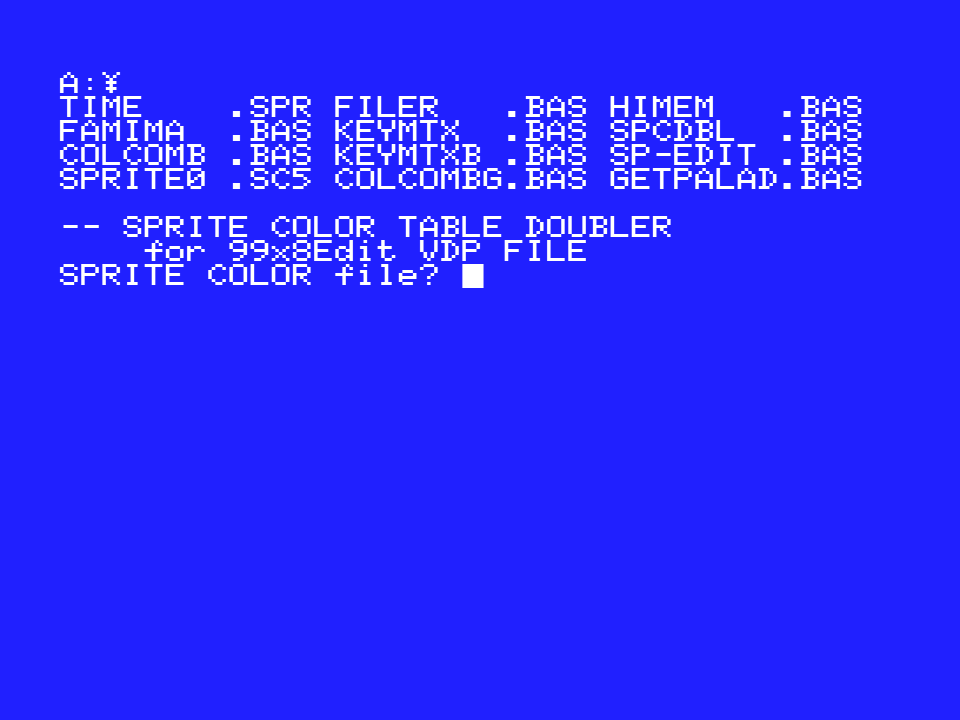 A:¥
TIME    .SPR FILER   .BAS HIMEM   .BAS
FAMIMA  .BAS KEYMTX  .BAS SPCDBL  .BAS
COLCOMB .BAS KEYMTXB .BAS SP-EDIT .BAS
SPRITE0 .SC5 COLCOMBG.BAS GETPALAD.BAS
-- SPRITE COLOR TABLE DOUBLER
    for 99x8Edit VDP FILE
SPRITE COLOR file?